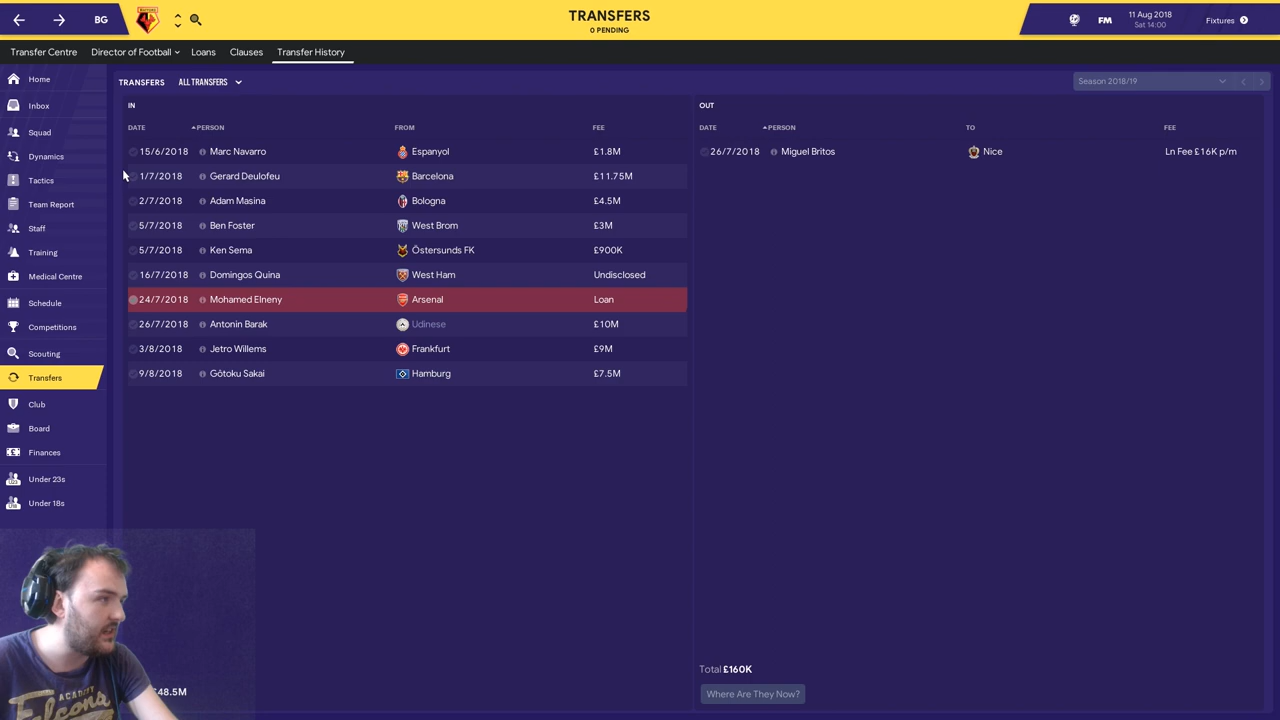 BG
TRANSFERS
0 PENDING
FM
11 Aug 2018
Sat 14:00
Fixtures
Transfer Centre
Director of Football
Loans
Clauses
Transfer History
Home
Inbox
Squad
Dynamics
Tactics
Team Report
Staff
Training
Medical Centre
Schedule
Competitions
Scouting
Transfers
Club
Board
Finances
Under 23s
Under 18s
TRANSFERS ALL TRANSFERS
Season 2018/19
IN
DATE PERSON FROM FEE
15/6/2018 Marc Navarro Espanyol £1.8M
1/7/2018 Gerard Deulofeu Barcelona £11.75M
2/7/2018 Adam Masina Bologna £4.5M
5/7/2018 Ben Foster West Brom £3M
5/7/2018 Ken Sema Östersunds FK £900K
16/7/2018 Domingos Quina West Ham Undisclosed
24/7/2018 Mohamed Elneny Arsenal Loan
26/7/2018 Antonin Barak Udinese £10M
3/8/2018 Jetro Willems Frankfurt £9M
9/8/2018 Gōtoku Sakai Hamburg £7.5M
£48.5M
OUT
DATE PERSON TO FEE
26/7/2018 Miguel Britos Nice Ln Fee £16K p/m
Total £160K
Where Are They Now?
ACADEMY
Falcons